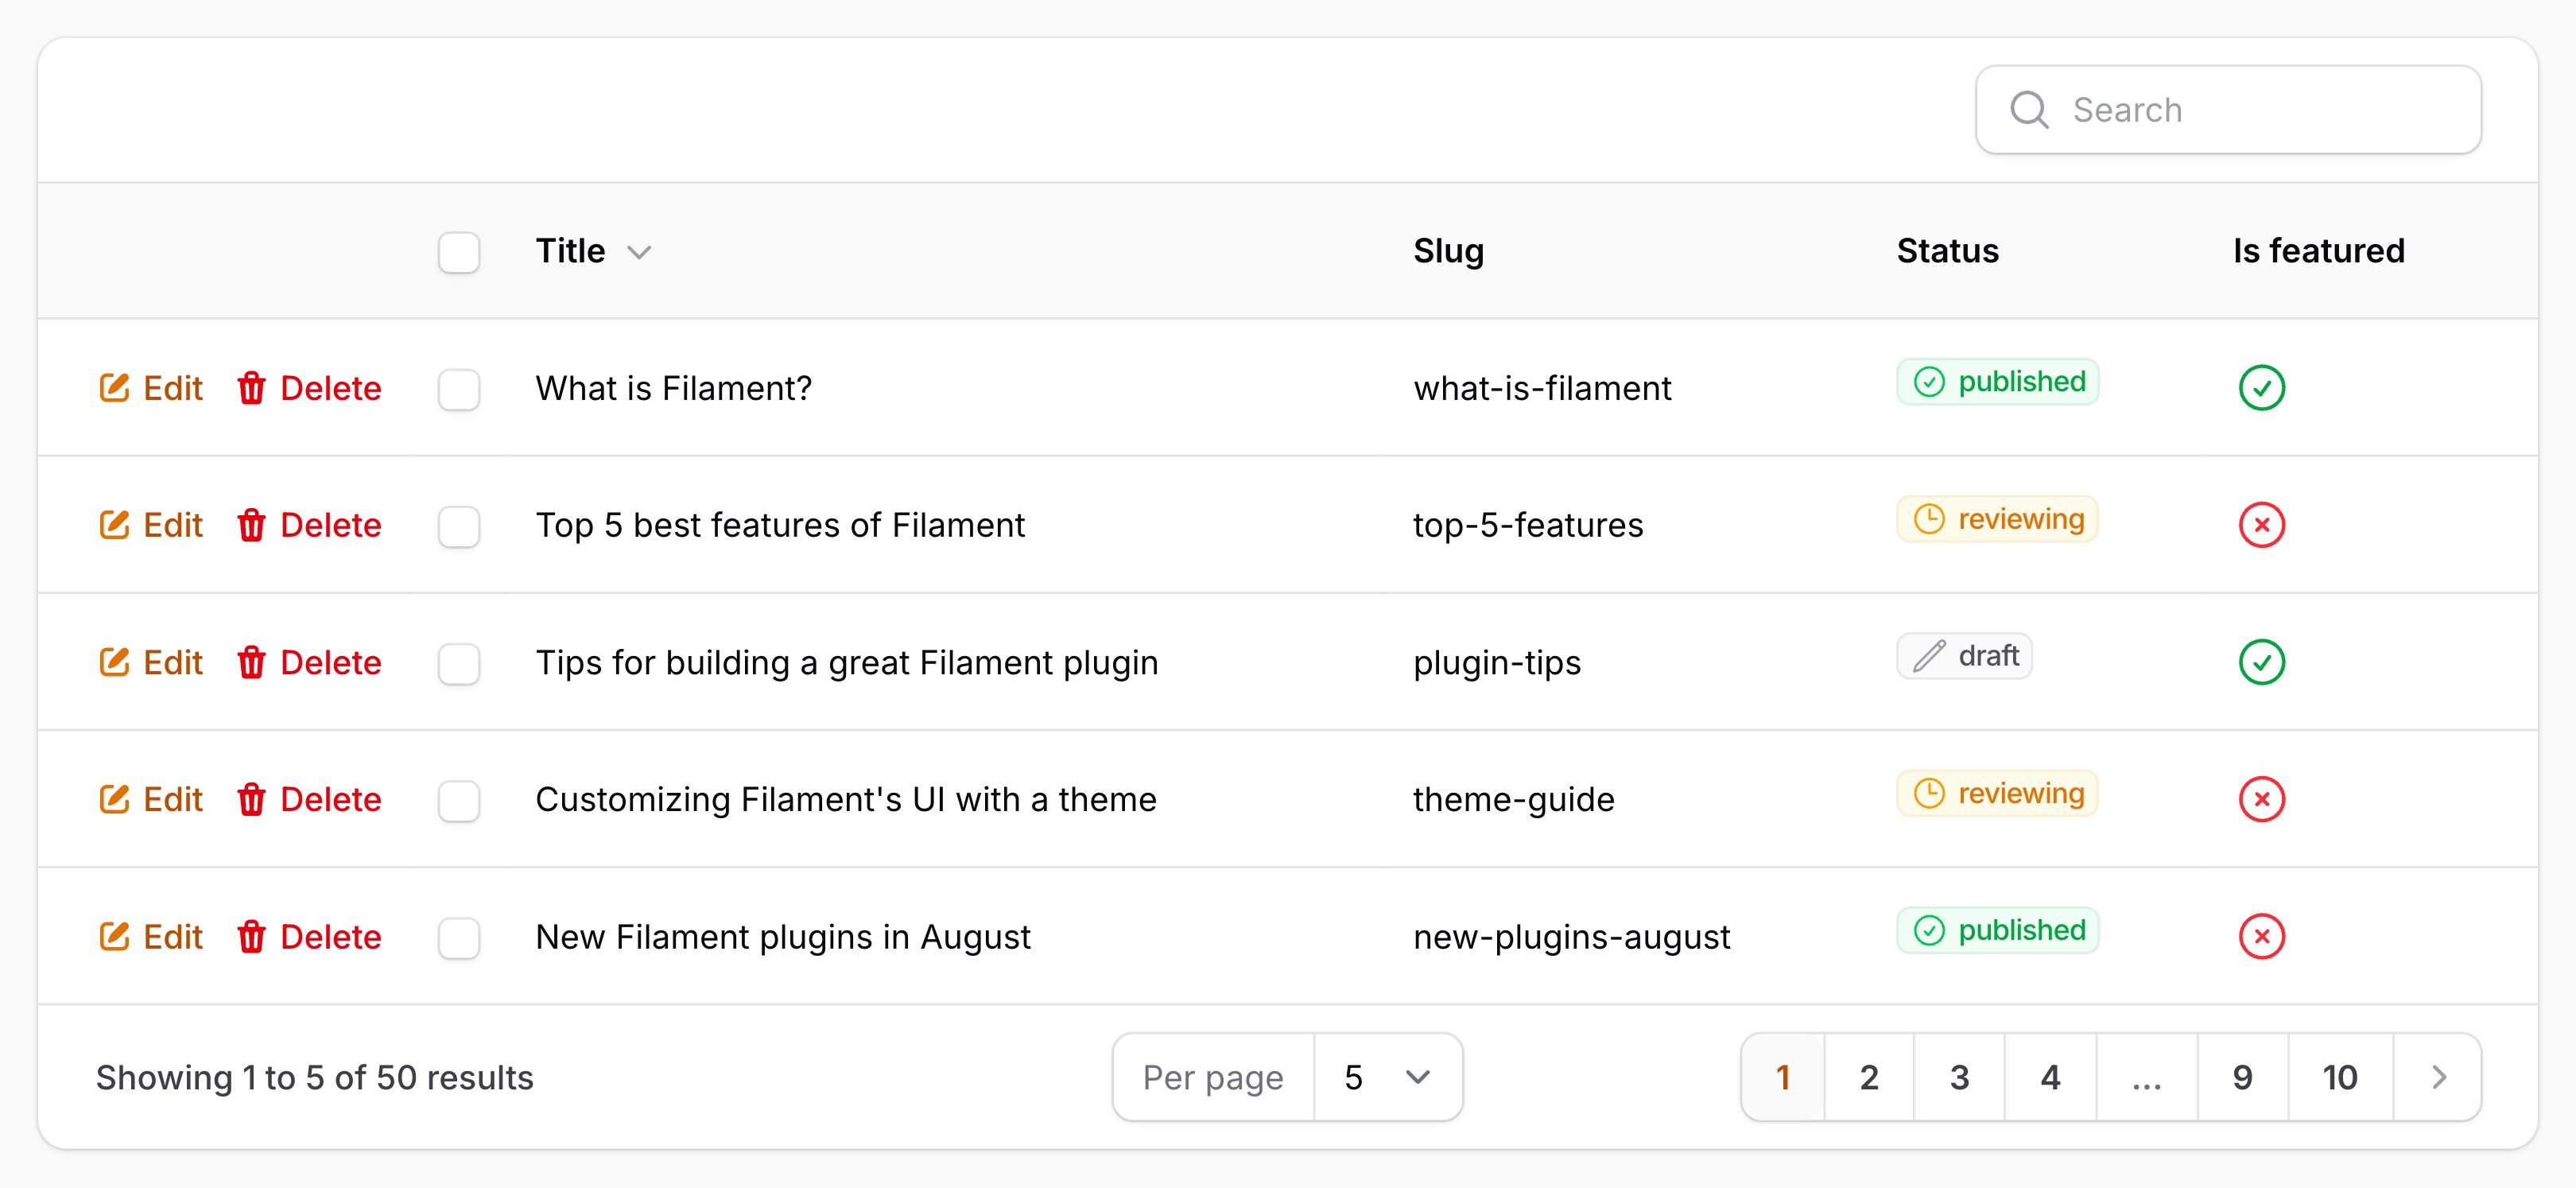 Search
Title Slug Status Is featured
Edit Delete What is Filament? what-is-filament published
Edit Delete Top 5 best features of Filament top-5-features reviewing
Edit Delete Tips for building a great Filament plugin plugin-tips draft
Edit Delete Customizing Filament's UI with a theme theme-guide reviewing
Edit Delete New Filament plugins in August new-plugins-august published
Showing 1 to 5 of 50 results Per page 5 1 2 3 4 ... 9 10